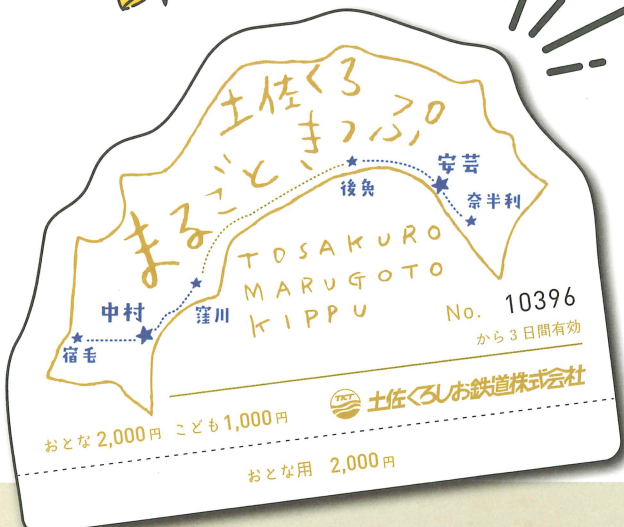 土佐くろ
まるごときっぷ
安芸
後免
奈半利
TOSAKURO
MARUGOTO
KIPPU
中村
窪川
宿毛
No. 10396
から3日間有効
TKT 土佐くろしお鉄道株式会社
おとな2,000円 こども1,000円
おとな用 2,000円